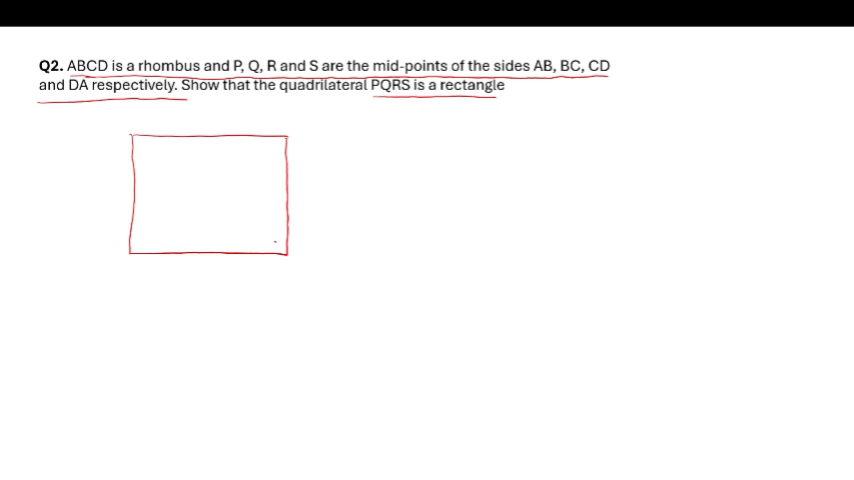 Q2. ABCD is a rhombus and P, Q, R and S are the mid-points of the sides AB, BC, CD
and DA respectively. Show that the quadrilateral PQRS is a rectangle